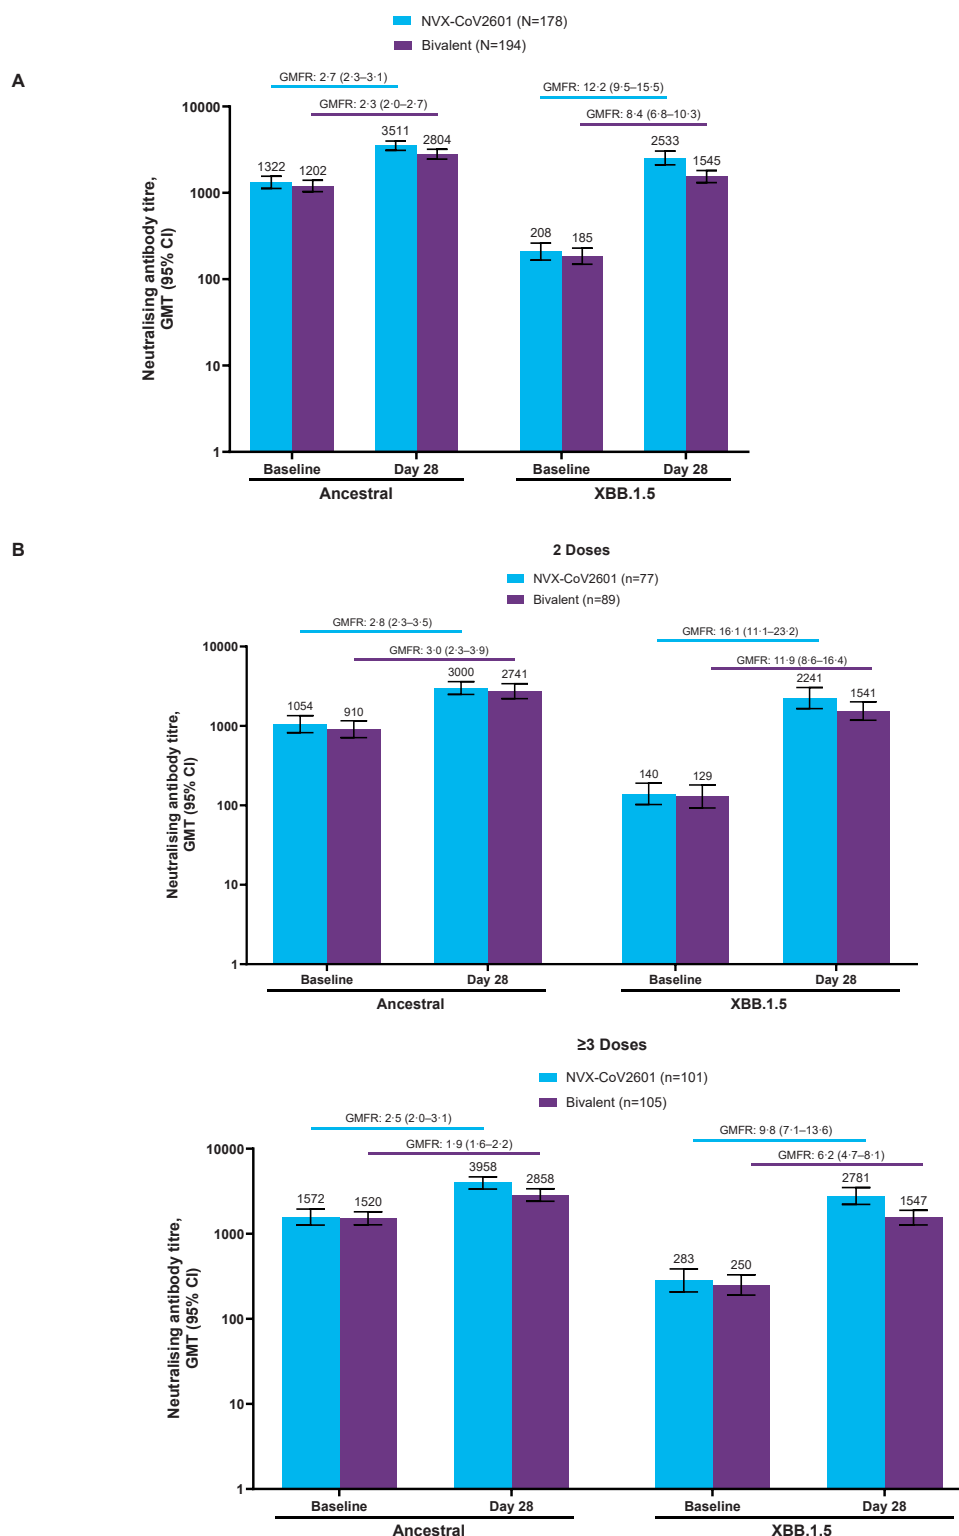 NVX-CoV2601 (N=178)
Bivalent (N=194)
A
GMFR: 2·7 (2·3–3·1)
GMFR: 12·2 (9·5–15·5)
GMFR: 2·3 (2·0–2·7)
GMFR: 8·4 (6·8–10·3)
Neutralising antibody titre,
GMT (95% CI)
10000
1000
100
10
1
1322
1202
3511
2804
208
185
2533
1545
Baseline
Day 28
Baseline
Day 28
Ancestral
XBB.1.5
B
2 Doses
NVX-CoV2601 (n=77)
Bivalent (n=89)
GMFR: 2·8 (2·3–3·5)
GMFR: 16·1 (11·1–23·2)
GMFR: 3·0 (2·3–3·9)
GMFR: 11·9 (8·6–16·4)
Neutralising antibody titre,
GMT (95% CI)
10000
1000
100
10
1
1054
910
3000
2741
140
129
2241
1541
Baseline
Day 28
Baseline
Day 28
Ancestral
XBB.1.5
≥3 Doses
NVX-CoV2601 (n=101)
Bivalent (n=105)
GMFR: 2·5 (2·0–3·1)
GMFR: 9·8 (7·1–13·6)
GMFR: 1·9 (1·6–2·2)
GMFR: 6·2 (4·7–8·1)
Neutralising antibody titre,
GMT (95% CI)
10000
1000
100
10
1
1572
1520
3958
2858
283
250
2781
1547
Baseline
Day 28
Baseline
Day 28
Ancestral
XBB.1.5